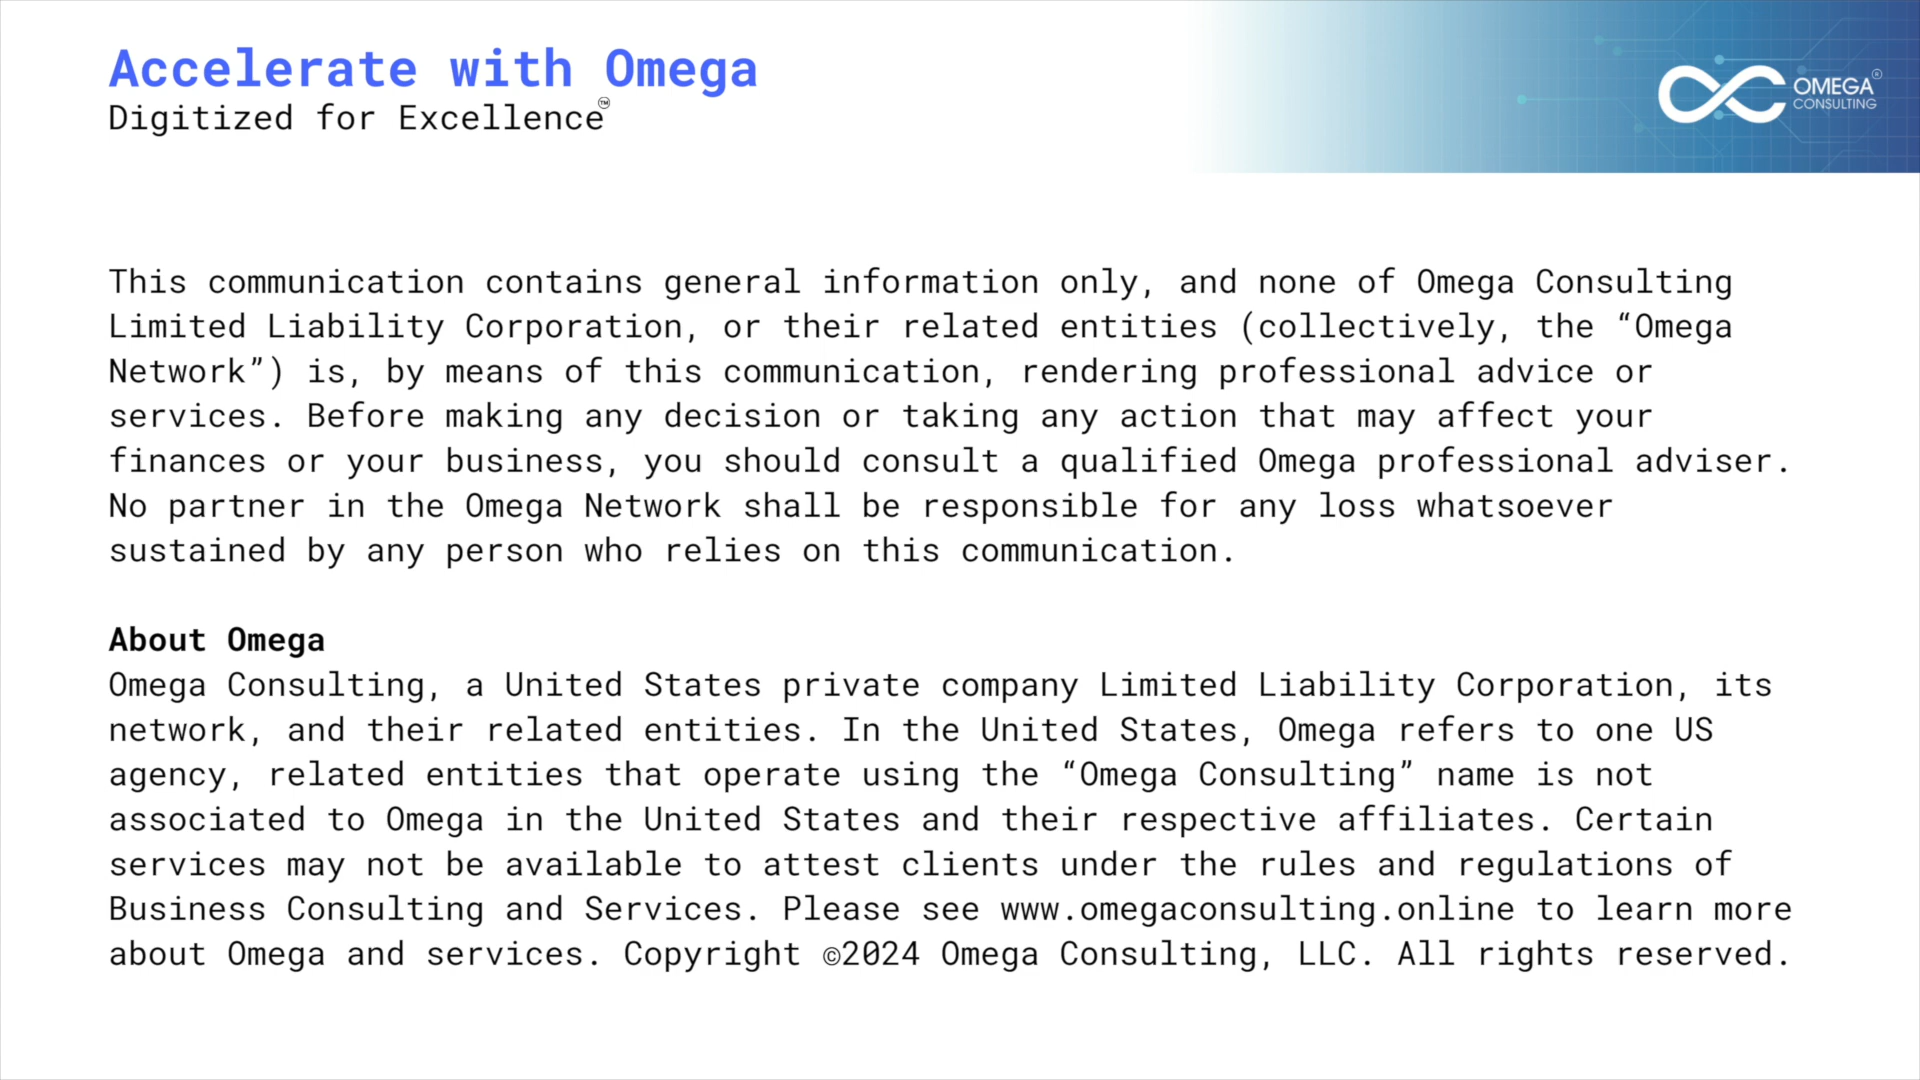 Accelerate with Omega
Digitized for Excellence™
OMEGA®
CONSULTING
This communication contains general information only, and none of Omega Consulting
Limited Liability Corporation, or their related entities (collectively, the “Omega
Network”) is, by means of this communication, rendering professional advice or
services. Before making any decision or taking any action that may affect your
finances or your business, you should consult a qualified Omega professional adviser.
No partner in the Omega Network shall be responsible for any loss whatsoever
sustained by any person who relies on this communication.
About Omega
Omega Consulting, a United States private company Limited Liability Corporation, its
network, and their related entities. In the United States, Omega refers to one US
agency, related entities that operate using the “Omega Consulting” name is not
associated to Omega in the United States and their respective affiliates. Certain
services may not be available to attest clients under the rules and regulations of
Business Consulting and Services. Please see www.omegaconsulting.online to learn more
about Omega and services. Copyright ©2024 Omega Consulting, LLC. All rights reserved.